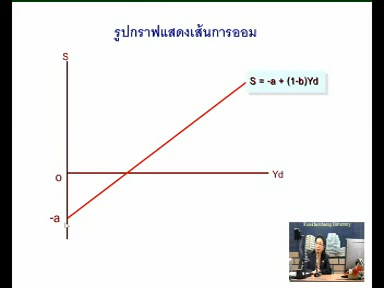 รูปกราฟแสดงเส้นการออม
S
S = -a + (1-b)Yd
o
Yd
-a